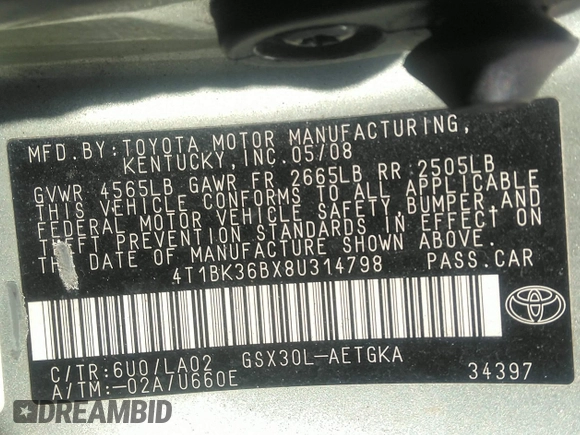 MFD.BY:TOYOTA MOTOR MANUFACTURING,
KENTUCKY,INC.05/08
GVWR 4565LB GAWR FR 2665LB RR 2505LB
THIS VEHICLE CONFORMS TO ALL APPLICABLE
FEDERAL MOTOR VEHICLE SAFETY,BUMPER,AND
THEFT PREVENTION STANDARDS IN EFFECT ON
THE DATE OF MANUFACTURE SHOWN ABOVE.
4T1BK36BX8U314798 PASS.CAR
C/TR:6U0/LA02 GSX30L-AETGKA
A/TM:-02A/U660E 34397
DREAMBID